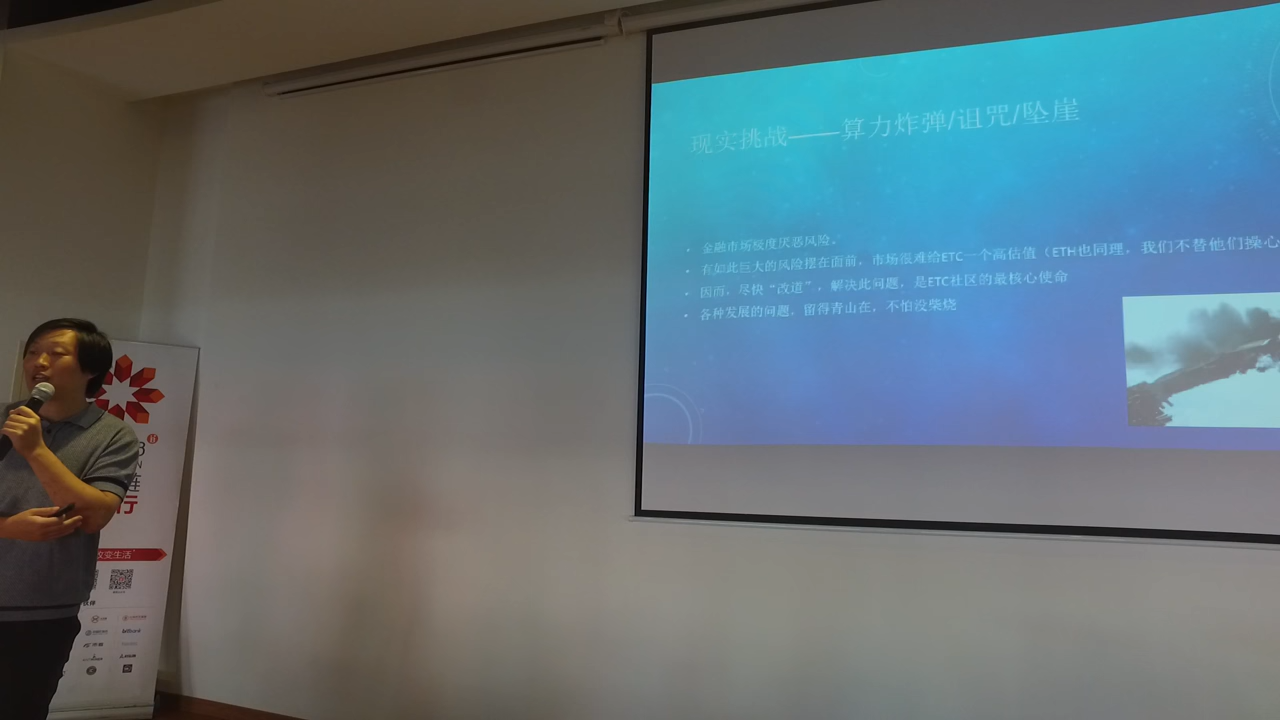 现实挑战——算力炸弹/诅咒/坠崖
• 金融市场极度厌恶风险。
• 在如此巨大的风险摆在面前，市场很难给ETC一个高估值（ETH也同理，我们不替他们操心
• 因而，尽快“改道”，解决此问题，是ETC社区的最核心使命
• 各种发展的问题，留得青山在，不怕没柴烧
行
改变生活
伙伴